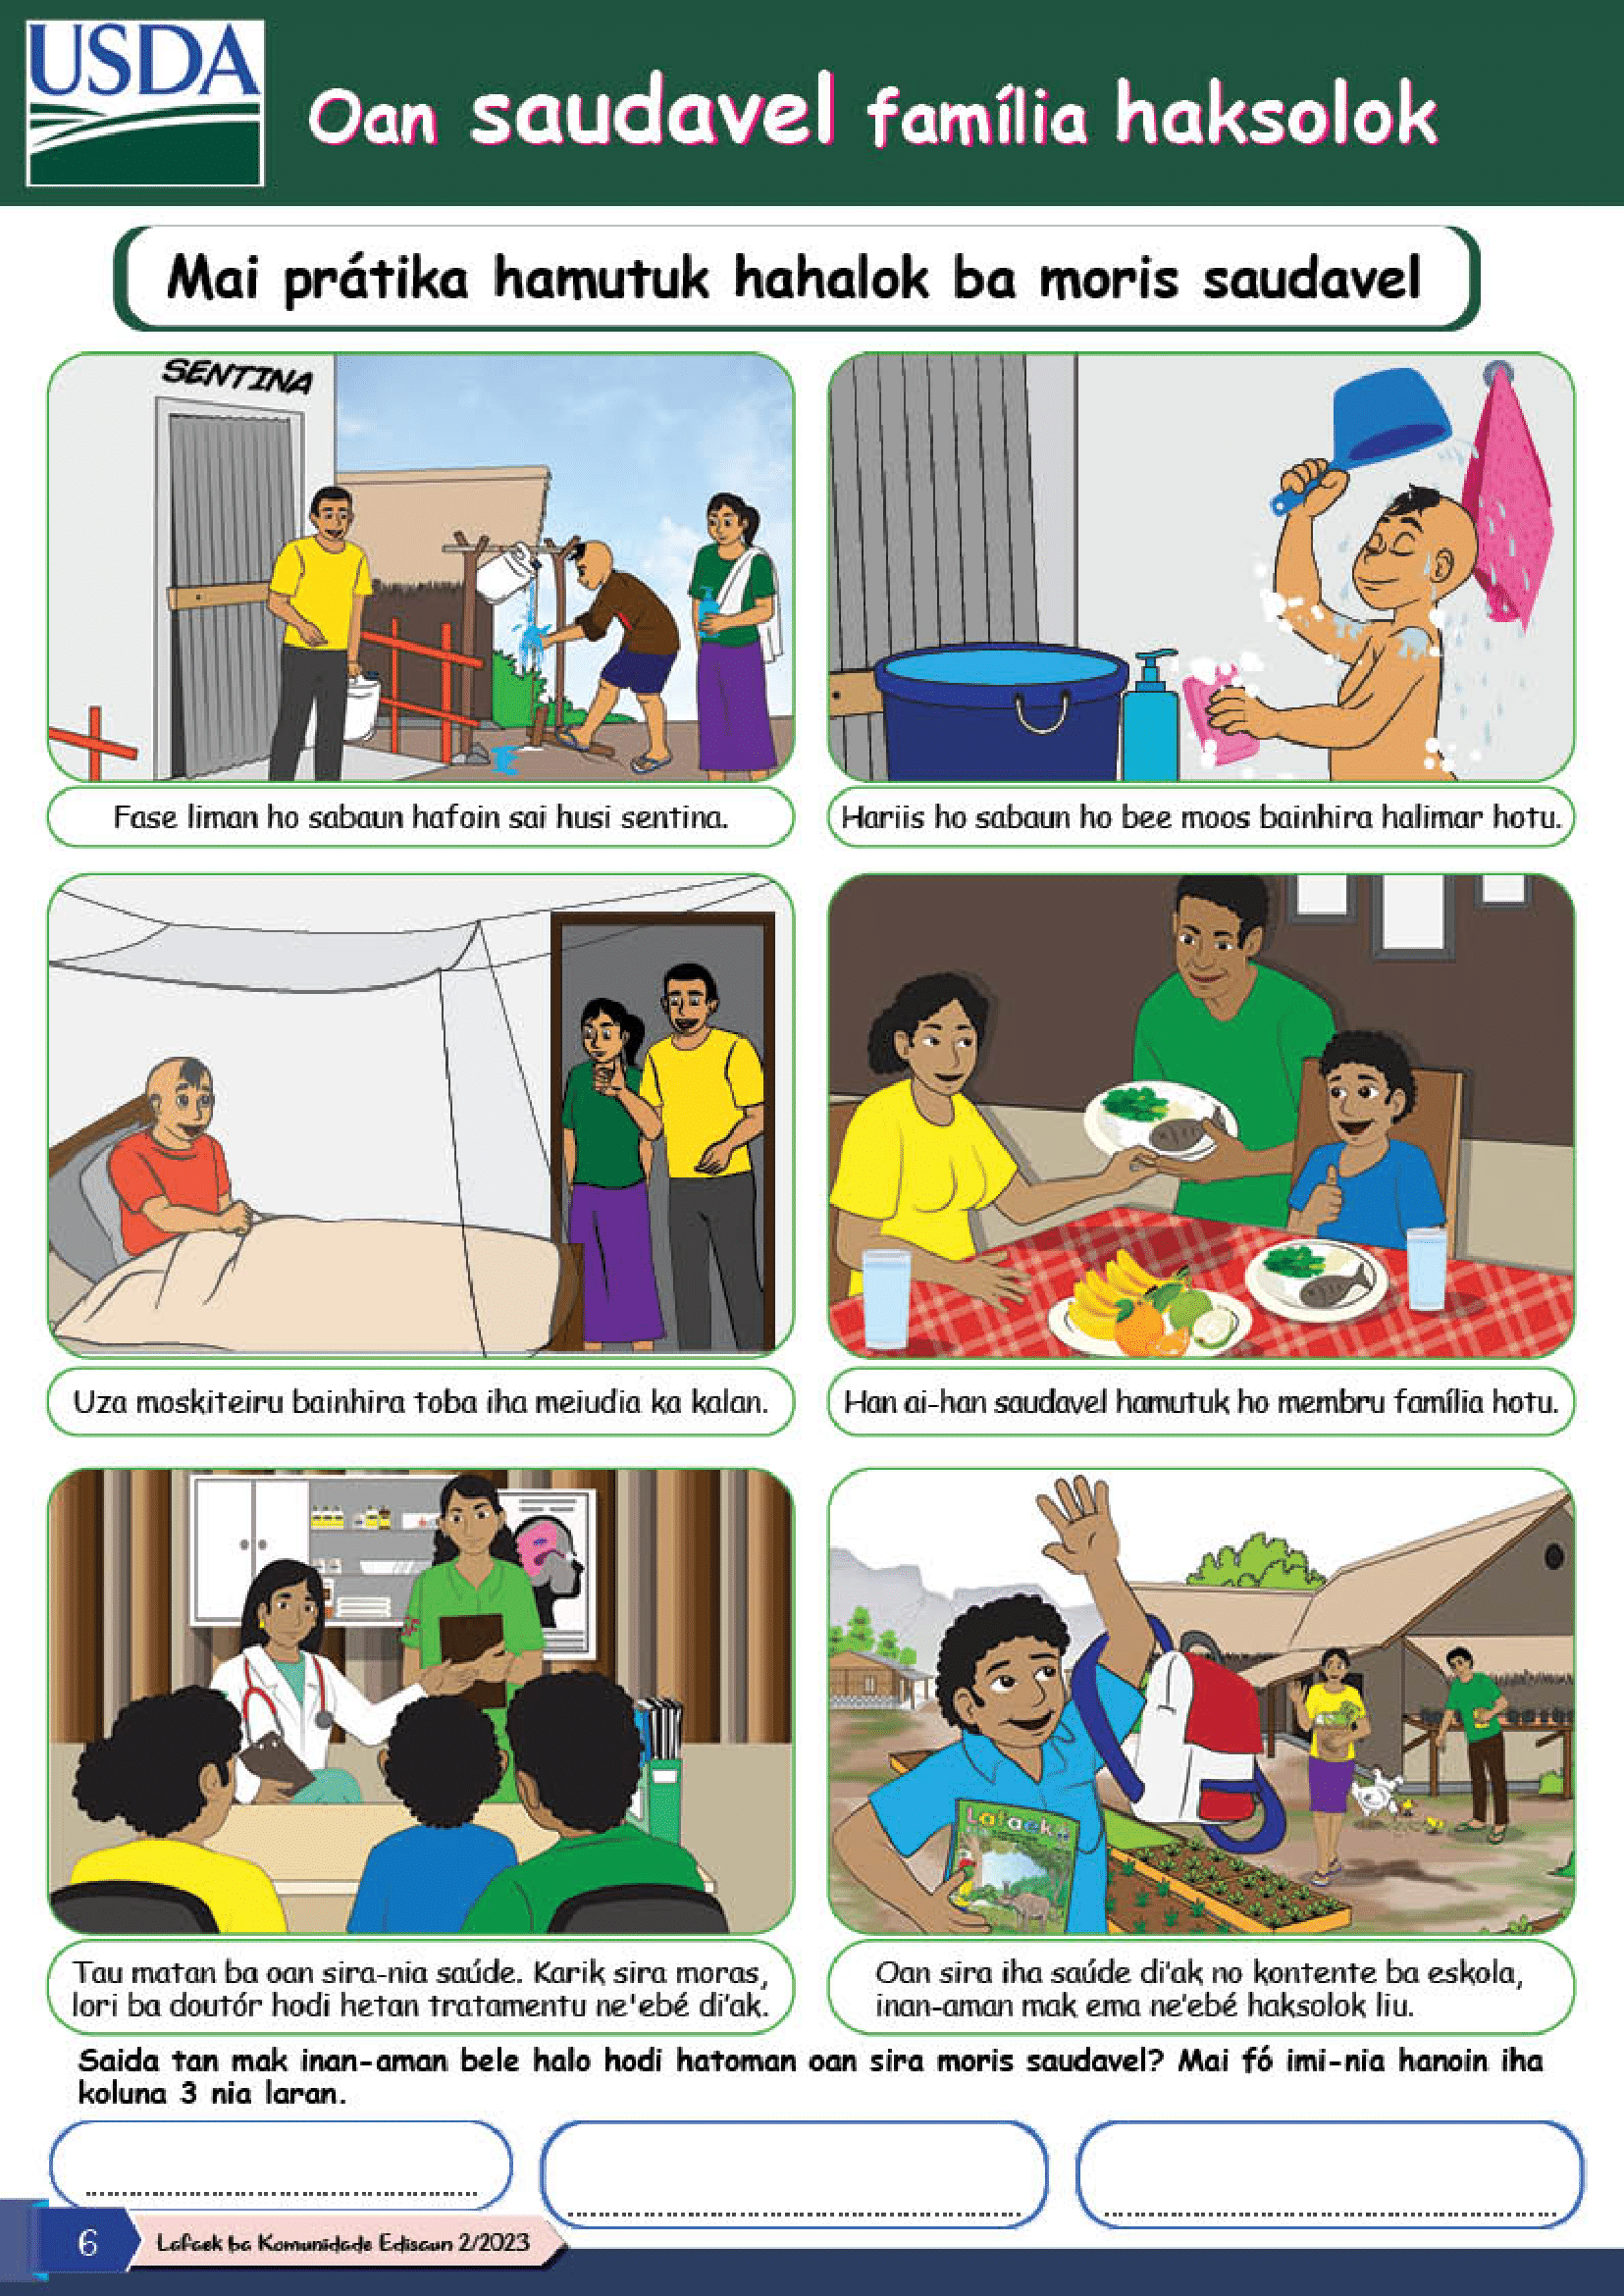 USDA
Oan saudavel família haksolok
Mai prátika hamutuk hahalok ba moris saudavel
SENTINA
Fase liman ho sabaun hafoin sai husi sentina.
Hariis ho sabaun ho bee moos bainhira halimar hotu.
Uza moskiteiru bainhira toba iha meiudia ka kalan.
Han ai-han saudavel hamutuk ho membru família hotu.
Lafaek
Tau matan ba oan sira-nia saúde. Karik sira moras,
lori ba doutór hodi hetan tratamentu ne'ebé di'ak.
Oan sira iha saúde di'ak no kontente ba eskola,
inan-aman mak ema ne'ebé haksolok liu.
Saida tan mak inan-aman bele halo hodi hatoman oan sira moris saudavel? Mai fó imi-nia hanoin iha
koluna 3 nia laran.
6
Lafaek ba Komunidade Edisaun 2/2023